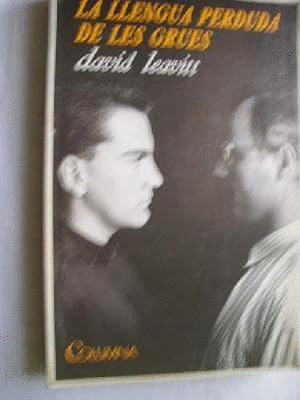 LA LLENGUA PERDUDA
DE LES GRUES
david leavitt
Columna